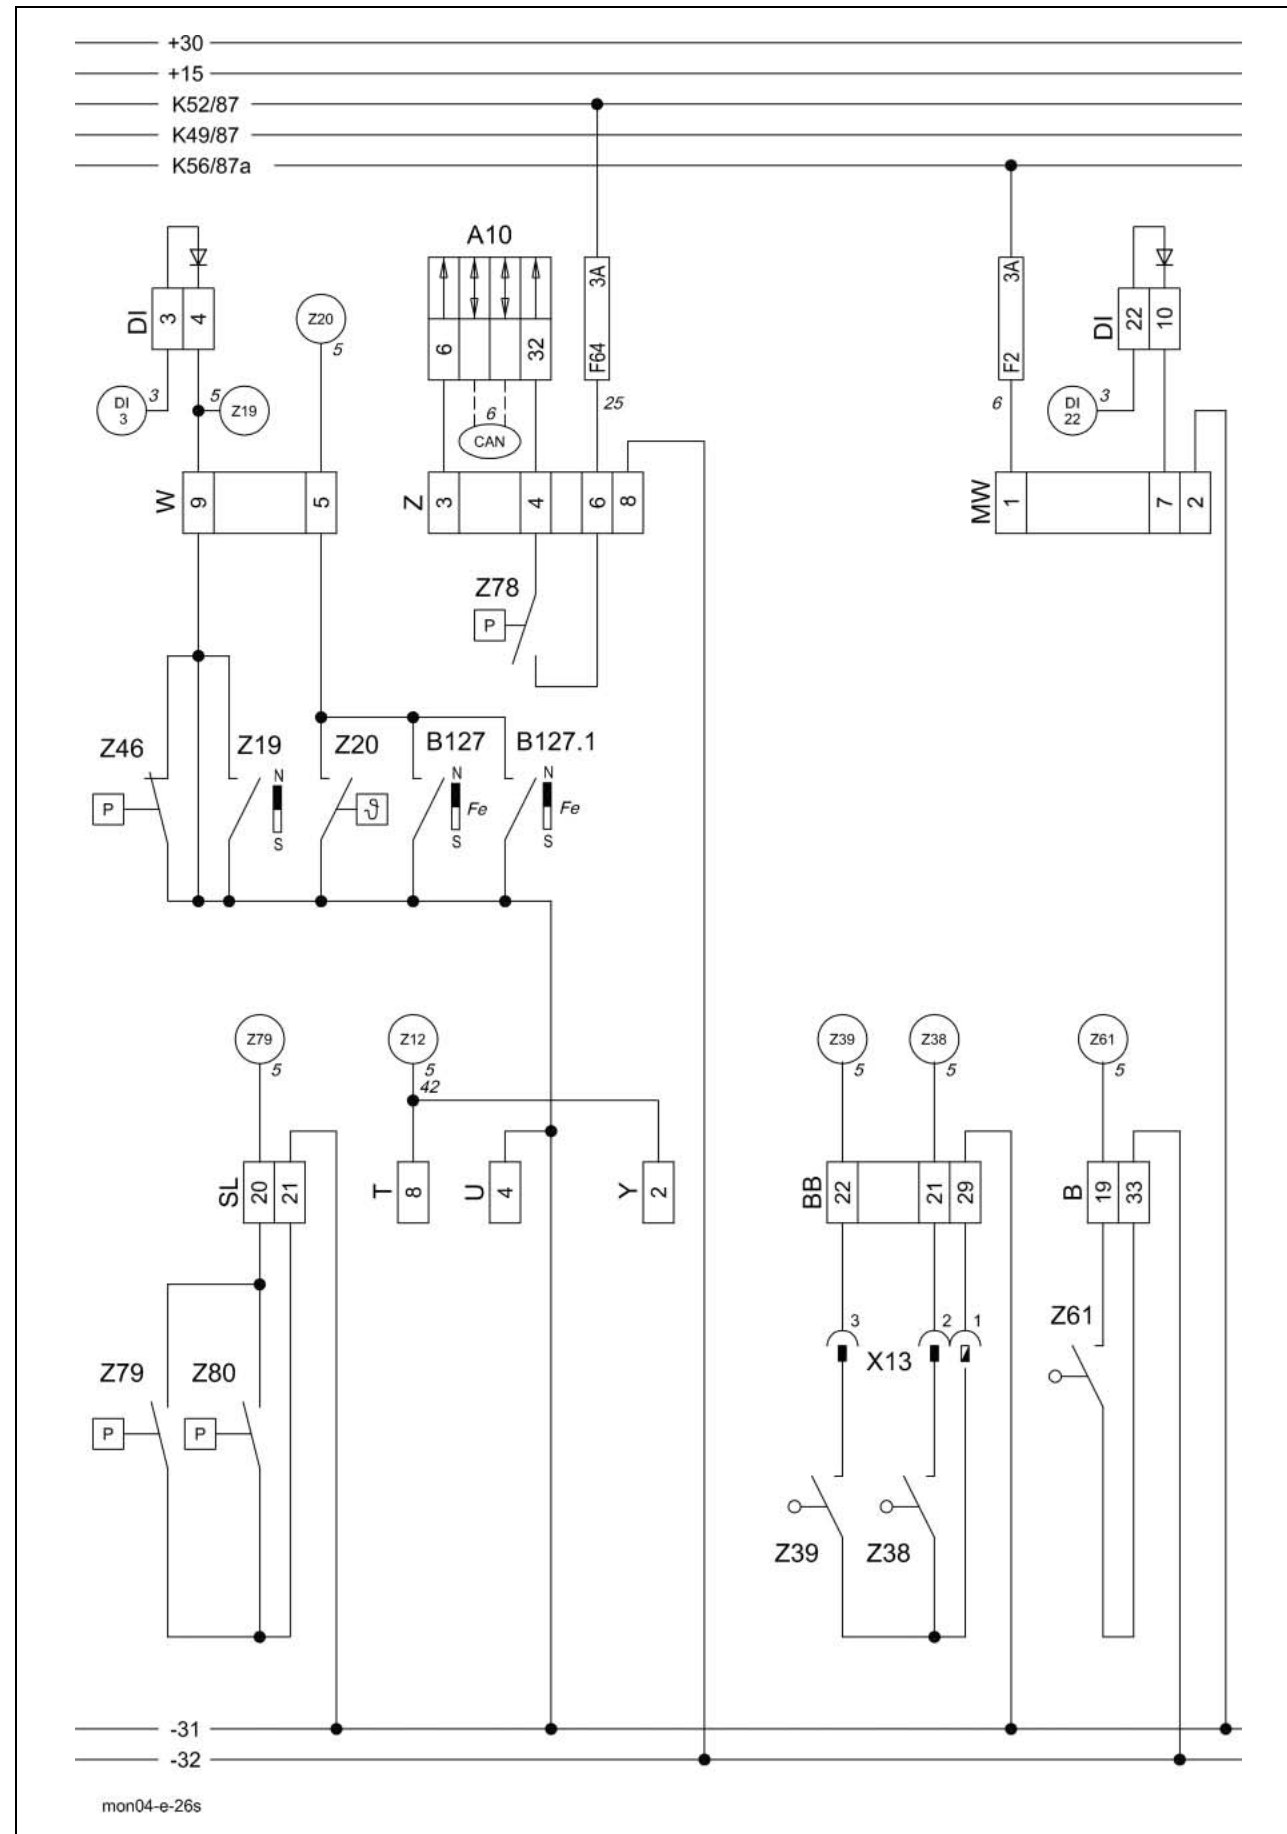 +30
+15
K52/87
K49/87
K56/87a
A10
DI 3 4
Z20
5
6 32
3A
F64
3A
F2
DI 22 10
DI
3
3
5
Z19
6
CAN
25
6
DI
22
3
W 9 5
Z 3 4 6 8
MW 1 7 2
Z78
P
Z46 Z19 Z20 B127 B127.1
N N N
P ϑ Fe Fe
S S S
Z79
5
Z12
5
42
Z39
5
Z38
5
Z61
5
SL 20 21
T 8
U 4
Y 2
BB 22 21 29
B 19 33
3 2 1
Z61
X13
Z79 Z80
P P
Z39 Z38
-31
-32
mon04-e-26s